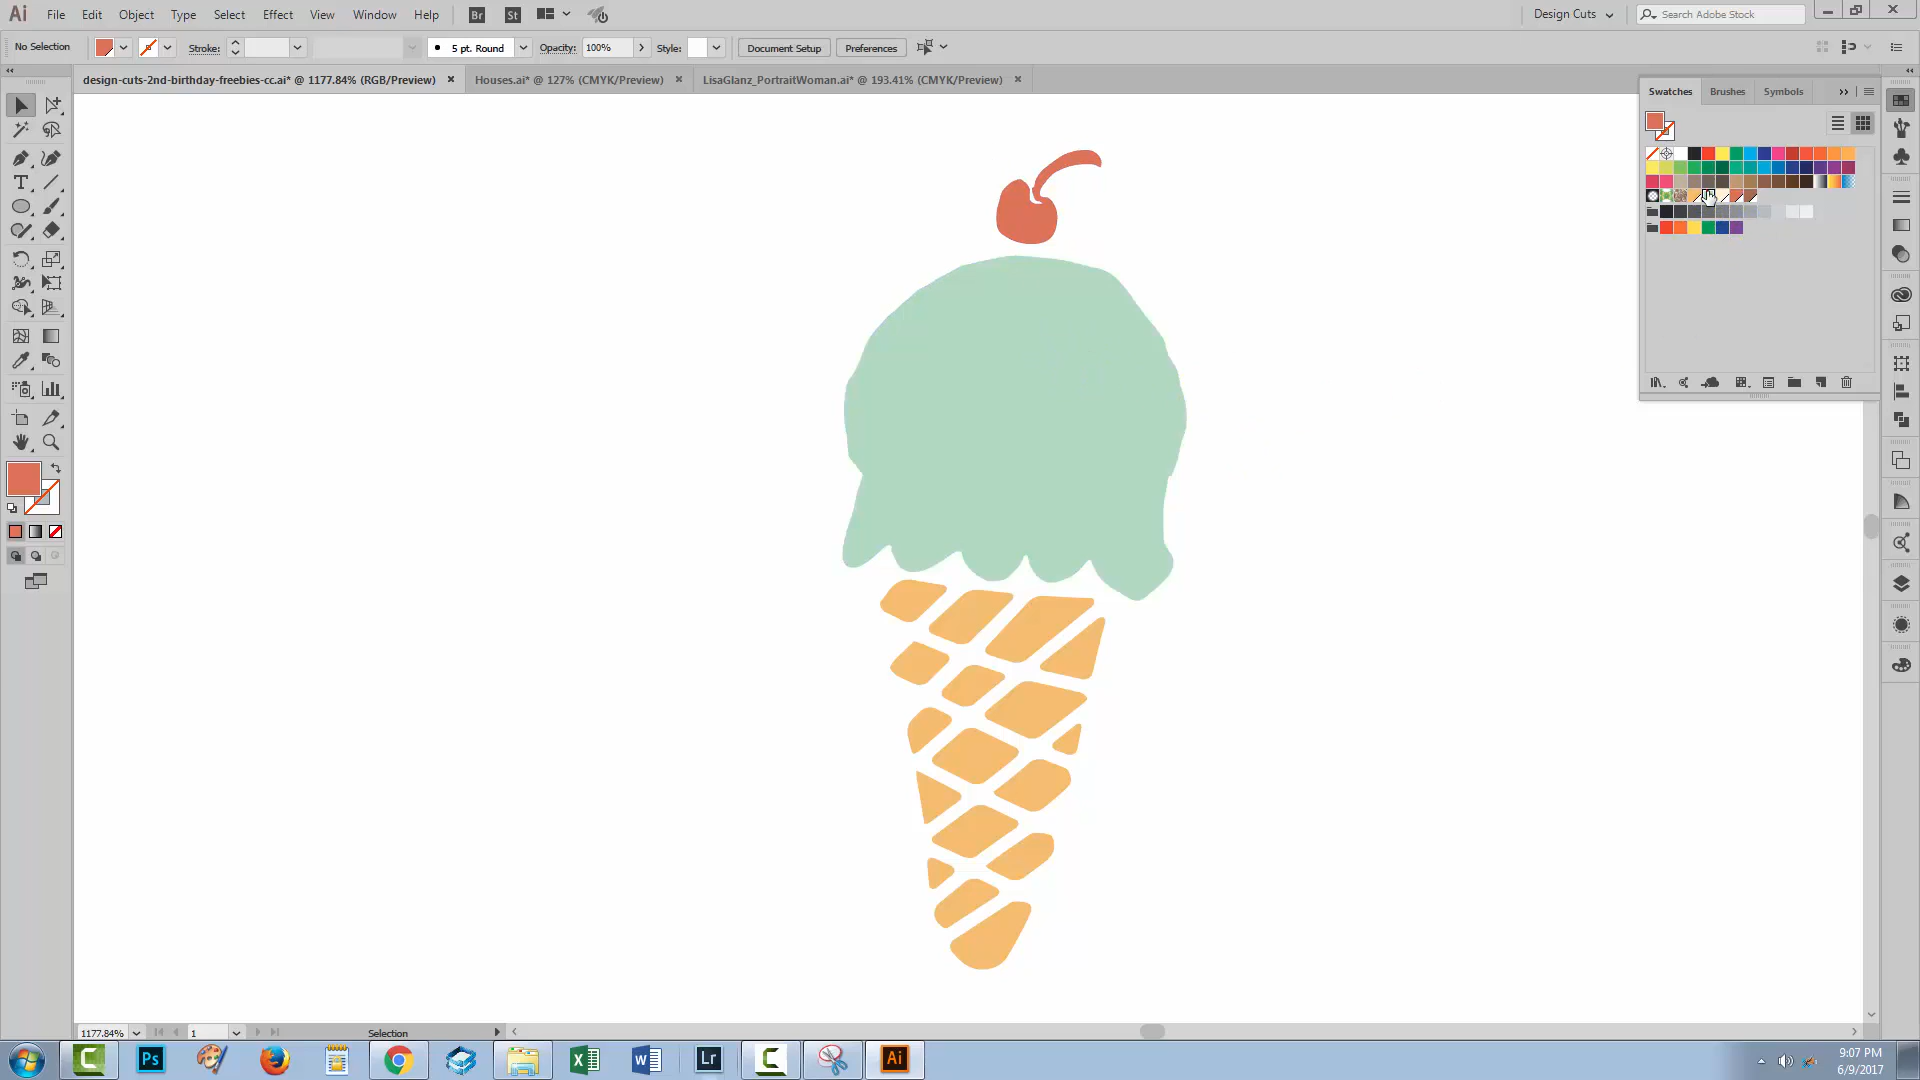 Ai File Edit Object Type Select Effect View Window Help Br St Design Cuts Search Adobe Stock
No Selection Stroke: 5 pt. Round Opacity: 100% Style: Document Setup Preferences
design-cuts-2nd-birthday-freebies-cc.ai* @ 1177.84% (RGB/Preview) × Houses.ai* @ 127% (CMYK/Preview) × LisaGlanz_PortraitWoman.ai* @ 193.41% (CMYK/Preview) ×
Swatches Brushes Symbols
1177.84% 1 Selection
Ps Lr Ai
9:07 PM
6/9/2017